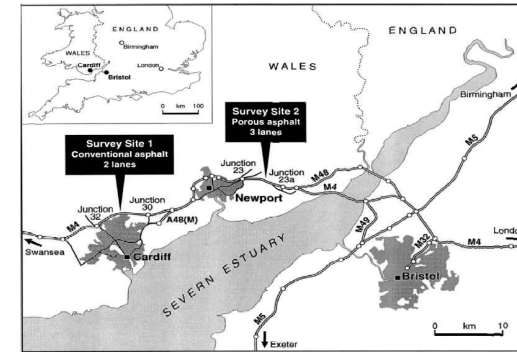 ENGLAND
WALES
Birmingham
London
Cardiff
Bristol
0 km 100
ENGLAND
WALES
Birmingham
Survey Site 1
Conventional asphalt
2 lanes
Survey Site 2
Porous asphalt
3 lanes
Junction
23
Junction
23a
M48
M4
M5
Newport
Junction
32
Junction
30
M4
A48(M)
Swansea
Cardiff
M49
M32
M4
Bristol
SEVERN ESTUARY
M5
Exeter
0 km 10